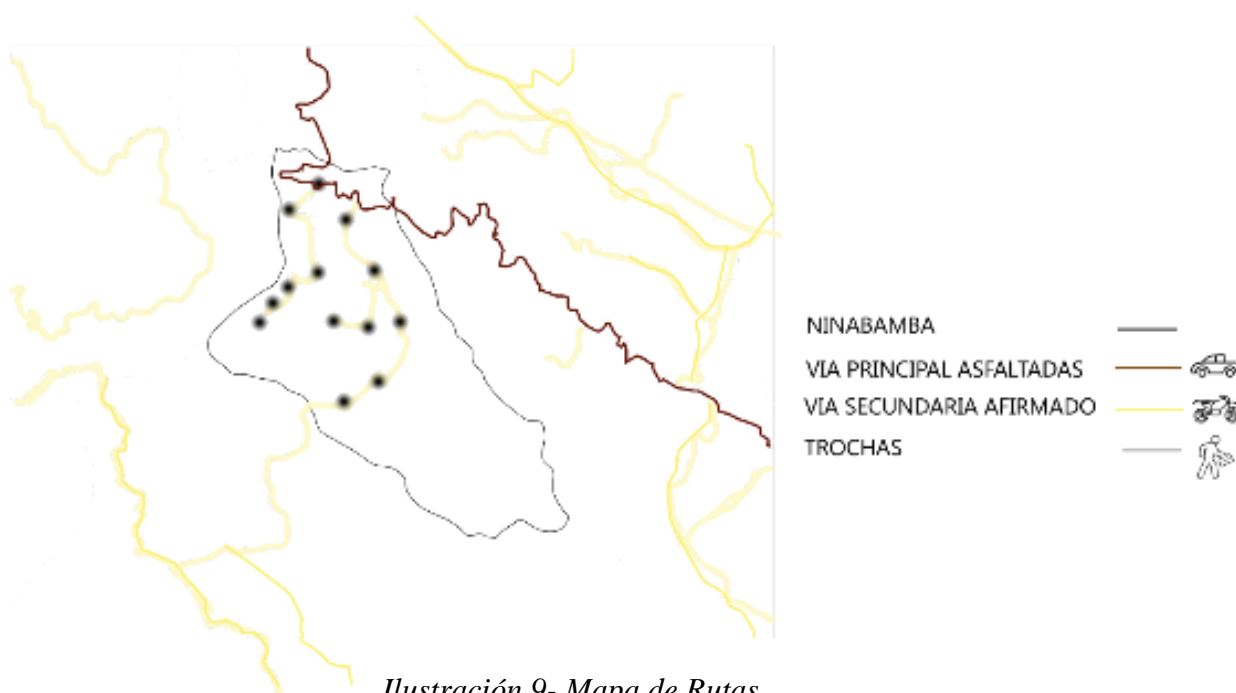 NINABAMBA
VIA PRINCIPAL ASFALTADAS
VIA SECUNDARIA AFIRMADO
TROCHAS
Ilustración 9- Mapa de Rutas